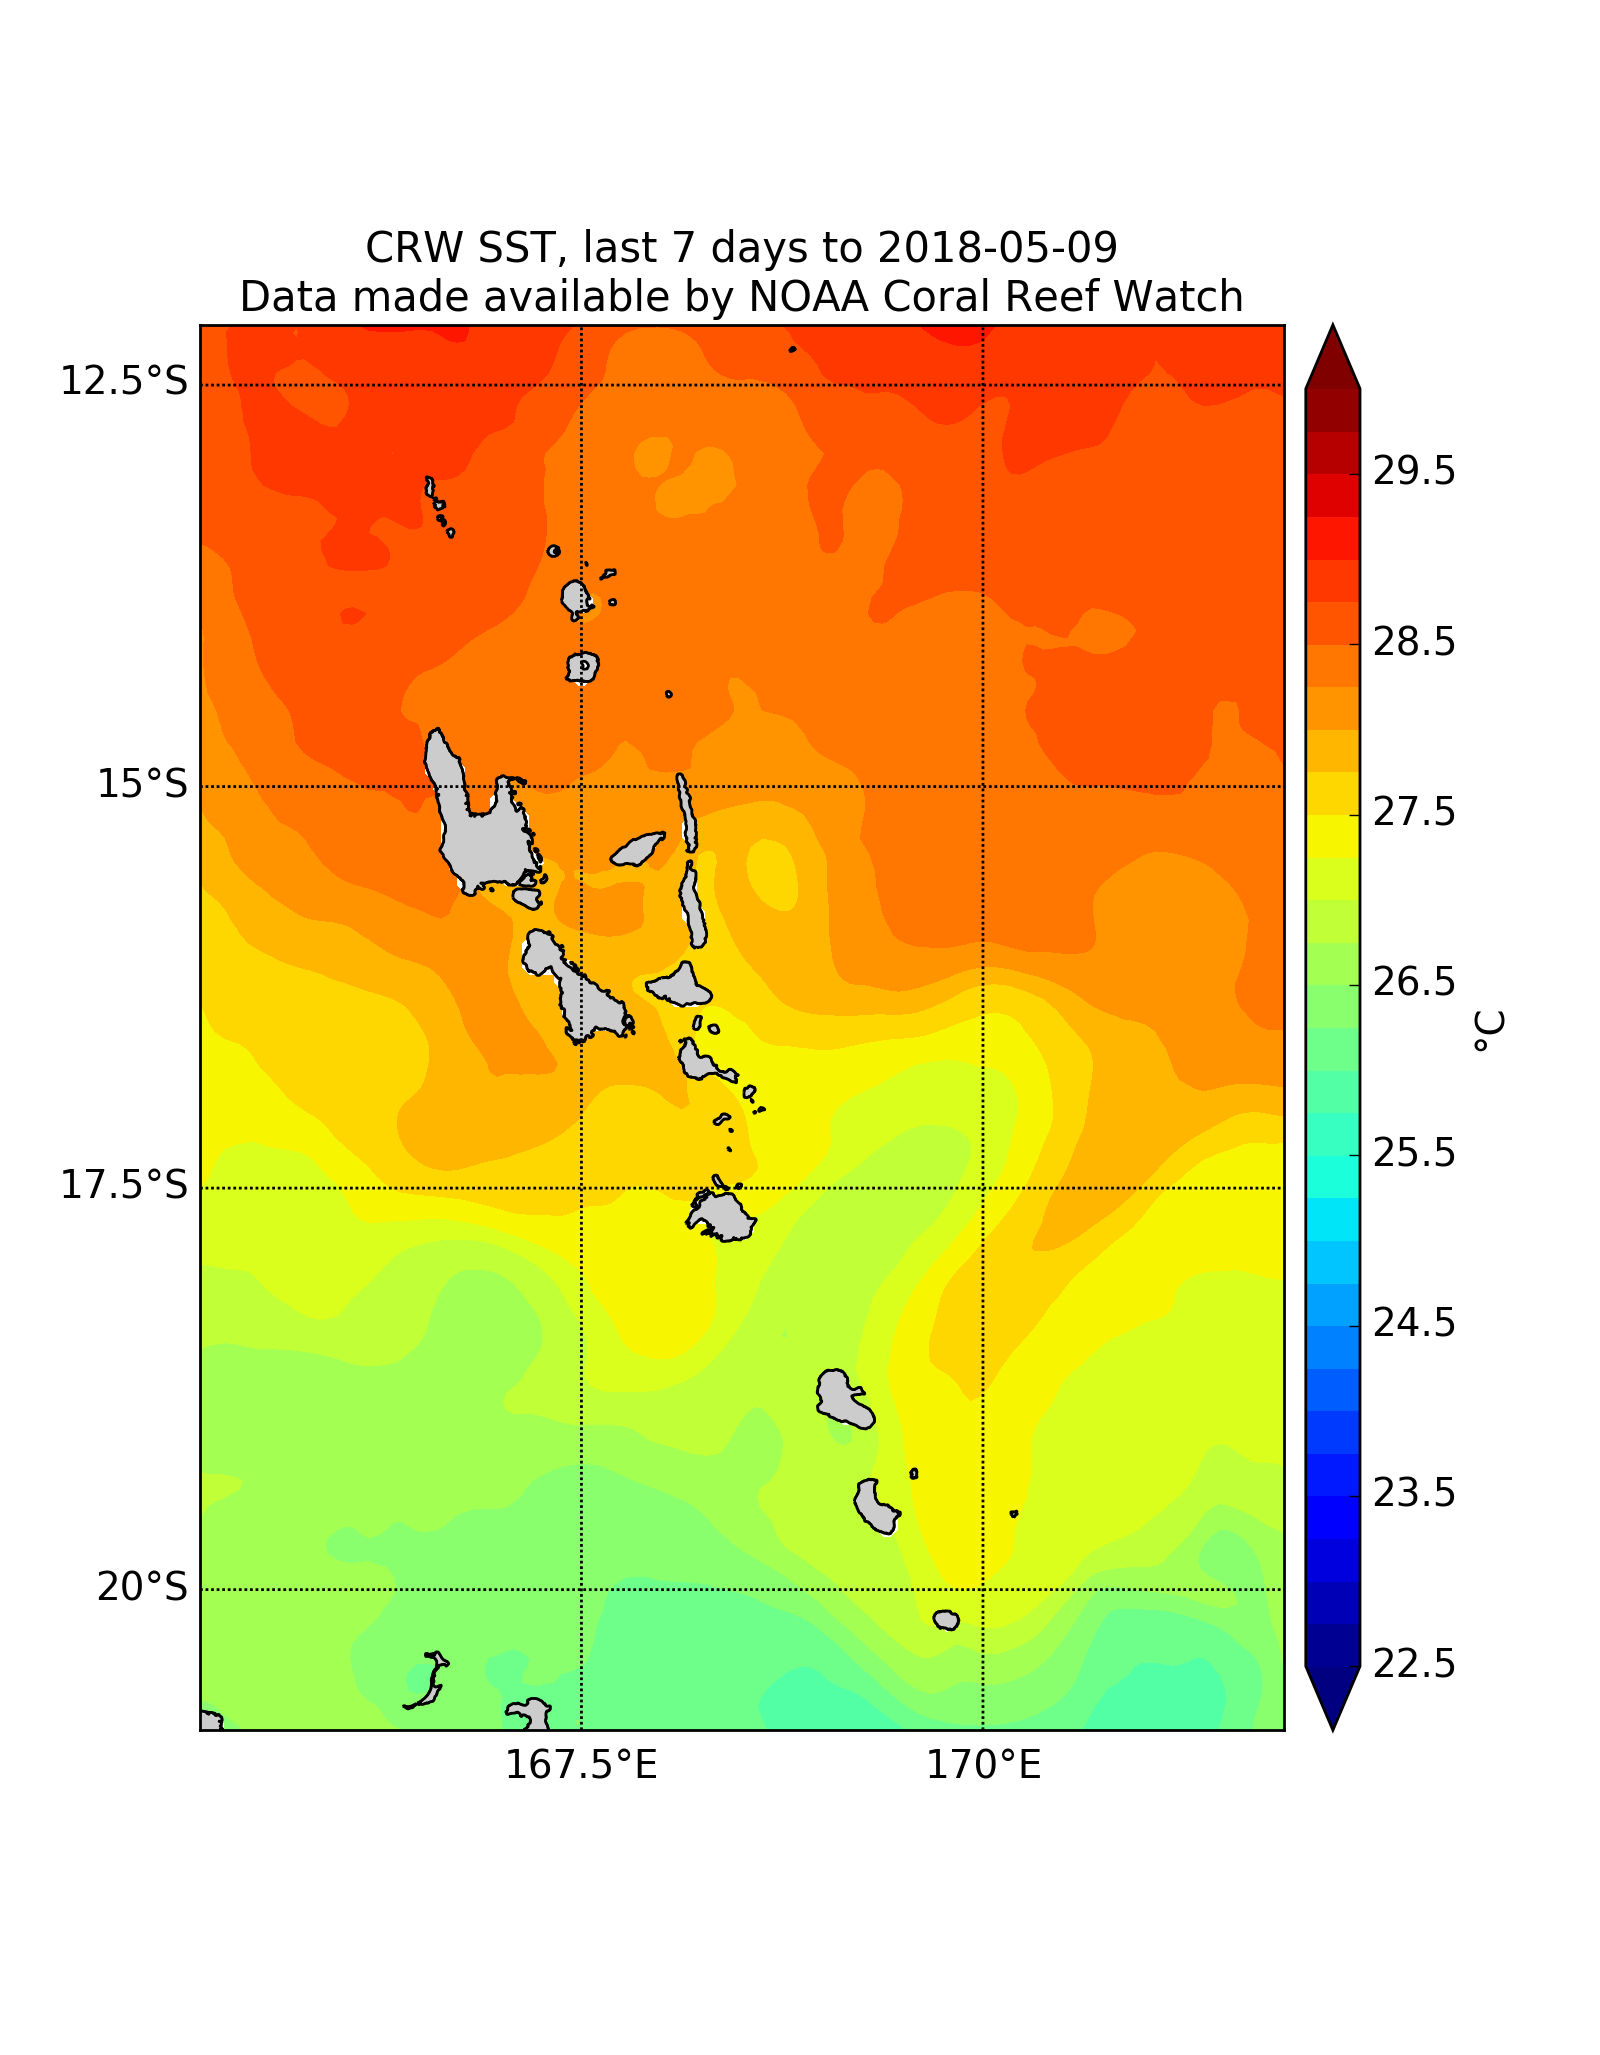 CRW SST, last 7 days to 2018-05-09
Data made available by NOAA Coral Reef Watch
12.5°S
15°S
17.5°S
20°S
167.5°E
170°E
29.5
28.5
27.5
26.5
25.5
24.5
23.5
22.5
°C